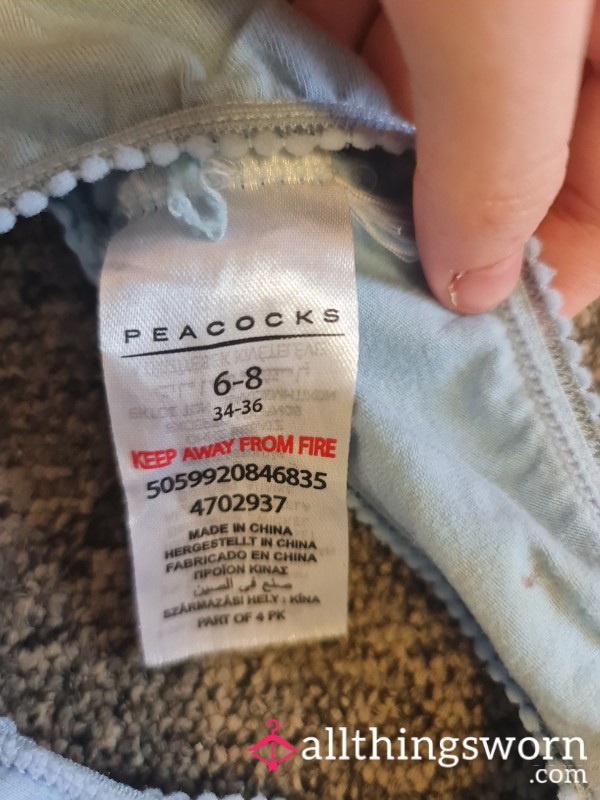 PEACOCKS
6-8
34-36
KEEP AWAY FROM FIRE
5059920846835
4702937
MADE IN CHINA
HERGESTELLT IN CHINA
FABRICADO EN CHINA
ΠΡΟΪΟΝ ΚΙΝΑΣ
صنع في الصين
SZÁRMAZÁSI HELY : KÍNA
PART OF 4 PK
allthingsworn
.com